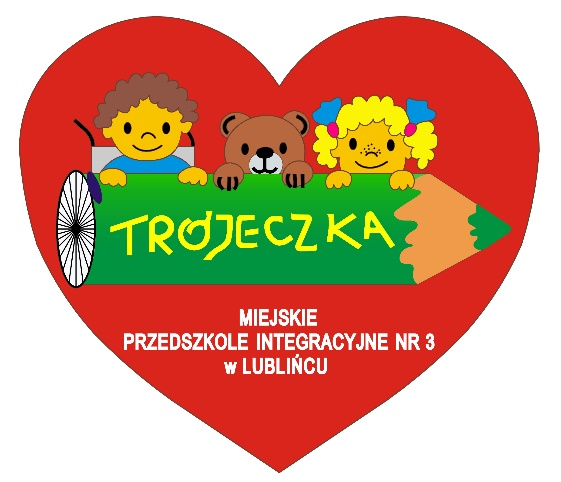 TRÓJECZKA
MIEJSKIE
PRZEDSZKOLE INTEGRACYJNE NR 3
w LUBLIŃCU